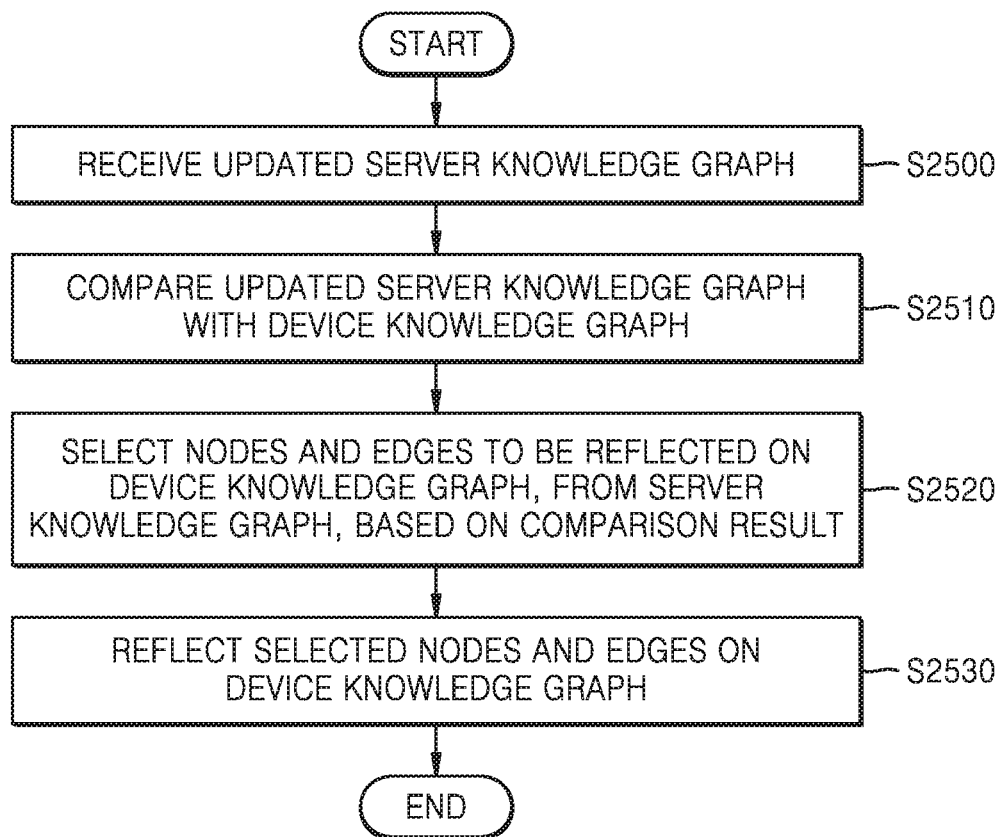 START
RECEIVE UPDATED SERVER KNOWLEDGE GRAPH
S2500
COMPARE UPDATED SERVER KNOWLEDGE GRAPH
WITH DEVICE KNOWLEDGE GRAPH
S2510
SELECT NODES AND EDGES TO BE REFLECTED ON
DEVICE KNOWLEDGE GRAPH, FROM SERVER
KNOWLEDGE GRAPH, BASED ON COMPARISON RESULT
S2520
REFLECT SELECTED NODES AND EDGES ON
DEVICE KNOWLEDGE GRAPH
S2530
END